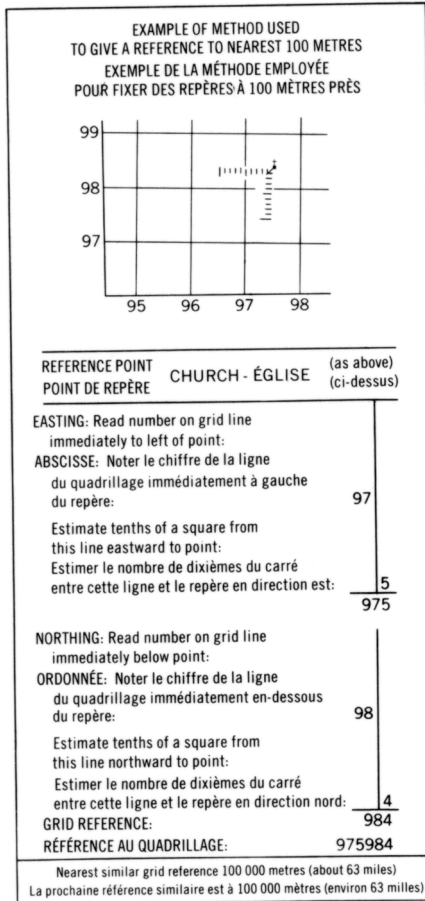 EXAMPLE OF METHOD USED
TO GIVE A REFERENCE TO NEAREST 100 METRES
EXEMPLE DE LA MÉTHODE EMPLOYÉE
POUR FIXER DES REPÈRES À 100 MÈTRES PRÈS
99
98
97
95 96 97 98
REFERENCE POINT
POINT DE REPÈRE
CHURCH - ÉGLISE
(as above)
(ci-dessus)
EASTING: Read number on grid line
immediately to left of point:
ABSCISSE: Noter le chiffre de la ligne
du quadrillage immédiatement à gauche
du repère: 97
Estimate tenths of a square from
this line eastward to point:
Estimer le nombre de dixièmes du carré
entre cette ligne et le repère en direction est: 5
975
NORTHING: Read number on grid line
immediately below point:
ORDONNÉE: Noter le chiffre de la ligne
du quadrillage immédiatement en-dessous
du repère: 98
Estimate tenths of a square from
this line northward to point:
Estimer le nombre de dixièmes du carré
entre cette ligne et le repère en direction nord: 4
GRID REFERENCE: 984
RÉFÉRENCE AU QUADRILLAGE: 975984
Nearest similar grid reference 100 000 metres (about 63 miles)
La prochaine référence similaire est à 100 000 mètres (environ 63 milles)